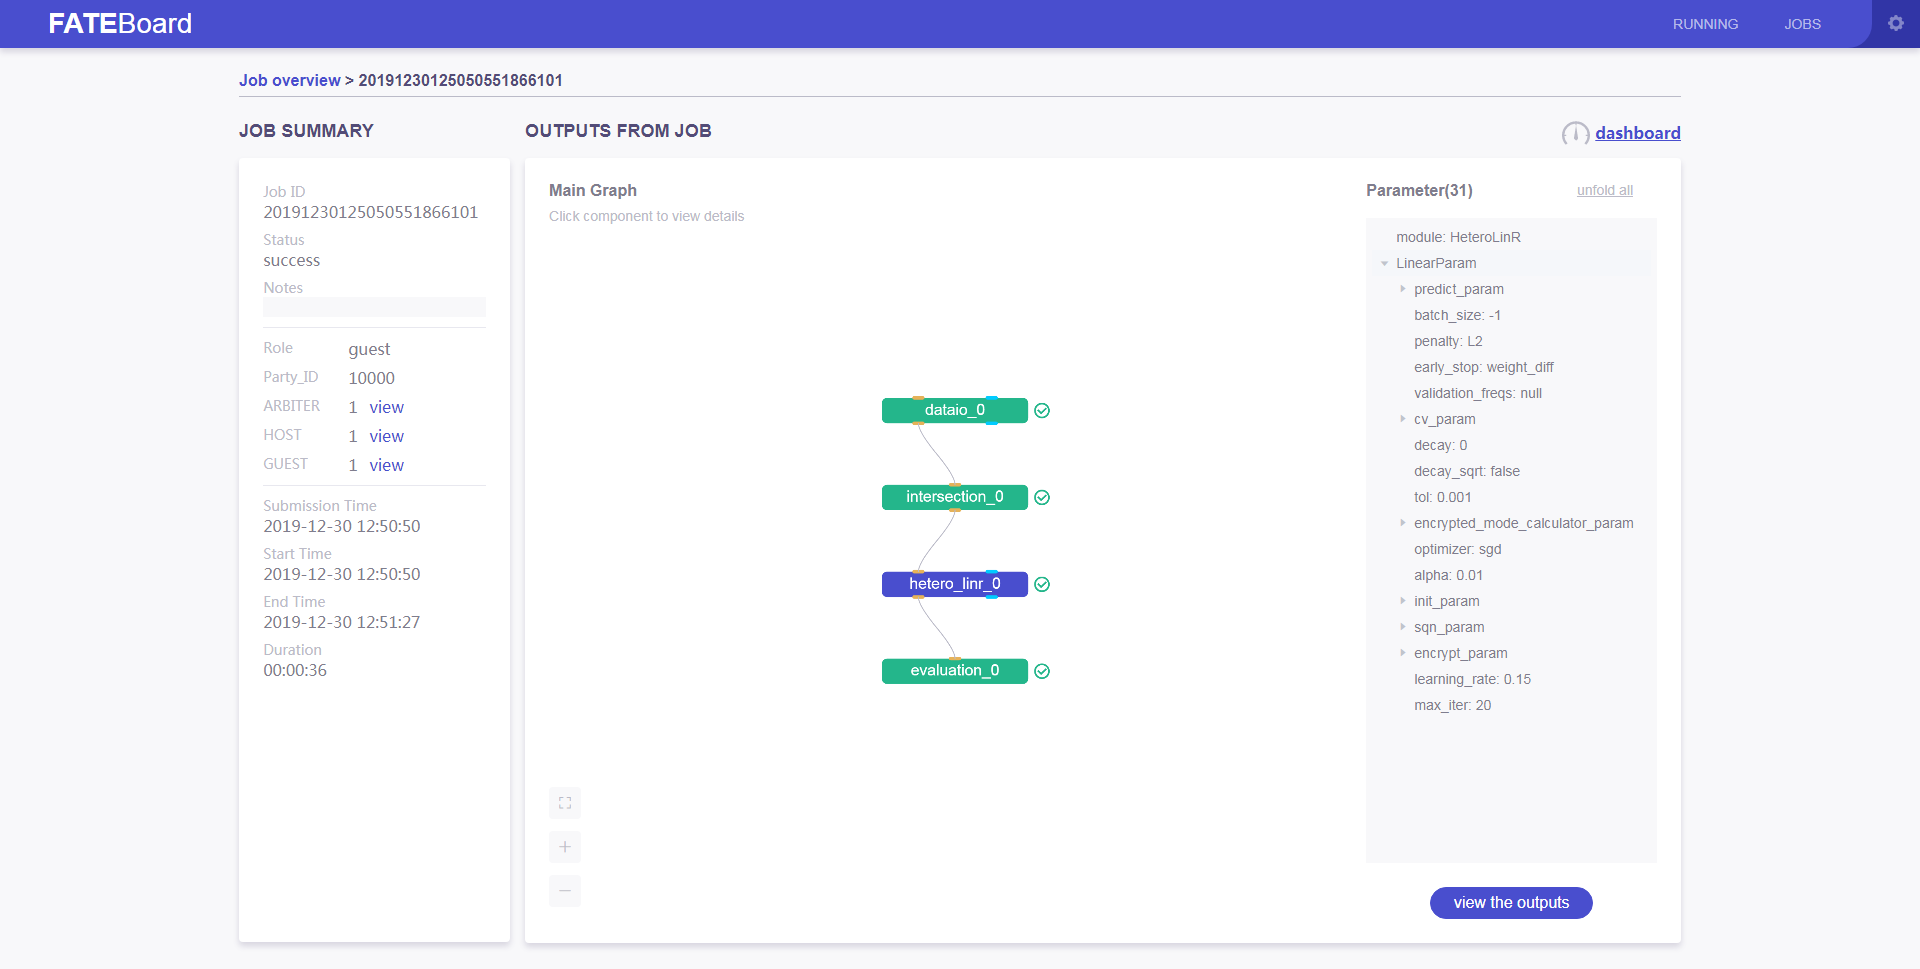 FATEBoard
RUNNING
JOBS
Job overview > 20191230125050551866101
JOB SUMMARY
OUTPUTS FROM JOB
dashboard
Job ID
20191230125050551866101
Status
success
Notes
Role guest
Party_ID 10000
ARBITER 1 view
HOST 1 view
GUEST 1 view
Submission Time
2019-12-30 12:50:50
Start Time
2019-12-30 12:50:50
End Time
2019-12-30 12:51:27
Duration
00:00:36
Main Graph
Click component to view details
dataio_0
intersection_0
hetero_linr_0
evaluation_0
Parameter(31)
unfold all
module: HeteroLinR
LinearParam
predict_param
batch_size: -1
penalty: L2
early_stop: weight_diff
validation_freqs: null
cv_param
decay: 0
decay_sqrt: false
tol: 0.001
encrypted_mode_calculator_param
optimizer: sgd
alpha: 0.01
init_param
sqn_param
encrypt_param
learning_rate: 0.15
max_iter: 20
view the outputs